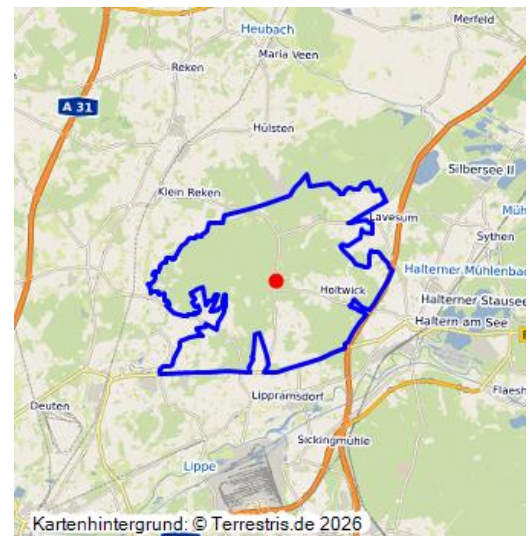 Merfeld
Heubach
Maria Veen
Reken
A 31
Hülsten
Silbersee II
Klein Reken
Lavesum
Müh
Sythen
Halterner Mühlenbach
Holtwick
Halterner Stausee
Haltern am See
Flaesh
Lippramsdorf
Deuten
Sickingmühle
Lippe
Kartenhintergrund: © Terrestris.de 2026